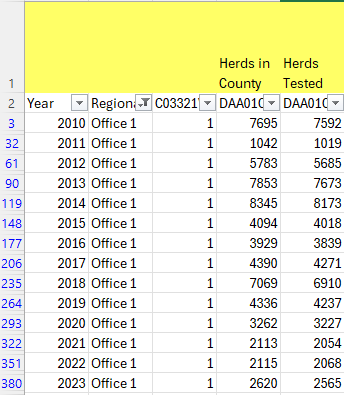 Herds in Herds
1 County Tested
2 Year Regiona C03321 DAA01C DAA01C
3 2010 Office 1 1 7695 7592
32 2011 Office 1 1 1042 1019
61 2012 Office 1 1 5783 5685
90 2013 Office 1 1 7853 7673
119 2014 Office 1 1 8345 8173
148 2015 Office 1 1 4094 4018
177 2016 Office 1 1 3929 3839
206 2017 Office 1 1 4390 4271
235 2018 Office 1 1 7069 6910
264 2019 Office 1 1 4336 4237
293 2020 Office 1 1 3262 3227
322 2021 Office 1 1 2113 2054
351 2022 Office 1 1 2115 2068
380 2023 Office 1 1 2620 2565